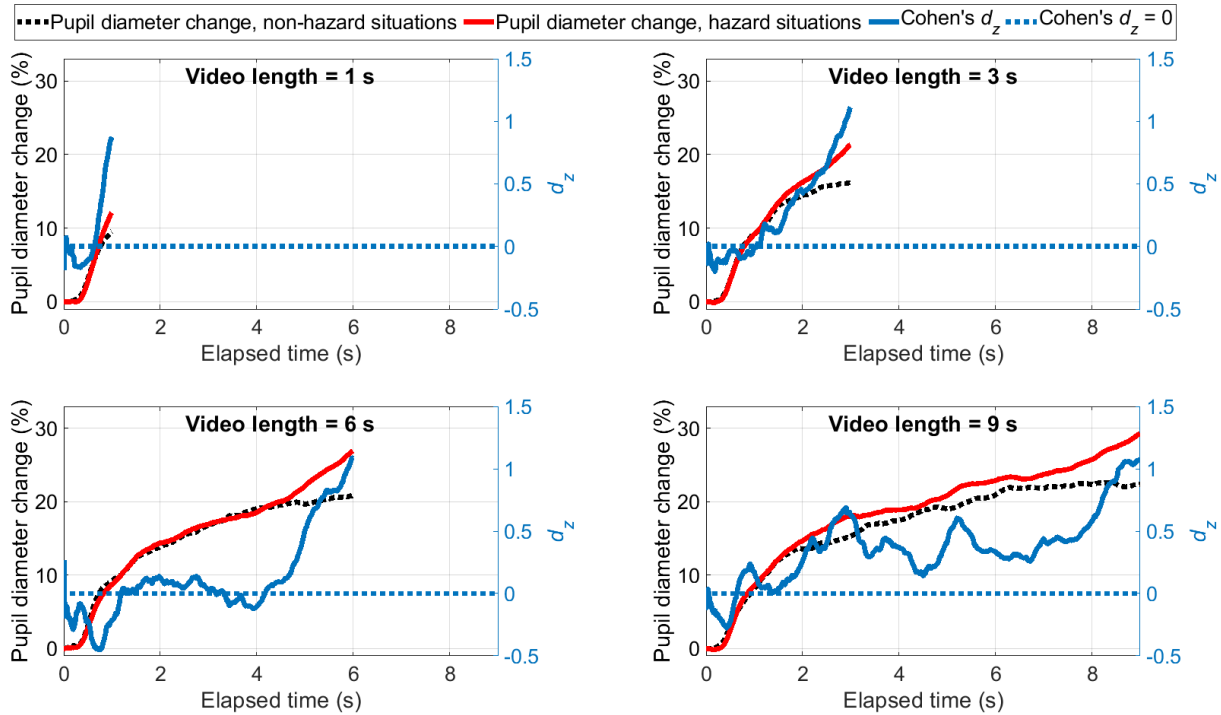 Pupil diameter change, non-hazard situations Pupil diameter change, hazard situations Cohen's d_z Cohen's d_z = 0
Video length = 1 s
Pupil diameter change (%)
30
20
10
0
1.5
1
0.5
0
-0.5
d_z
0 2 4 6 8
Elapsed time (s)
Video length = 3 s
Pupil diameter change (%)
30
20
10
0
1.5
1
0.5
0
-0.5
d_z
0 2 4 6 8
Elapsed time (s)
Video length = 6 s
Pupil diameter change (%)
30
20
10
0
1.5
1
0.5
0
-0.5
d_z
0 2 4 6 8
Elapsed time (s)
Video length = 9 s
Pupil diameter change (%)
30
20
10
0
1.5
1
0.5
0
-0.5
d_z
0 2 4 6 8
Elapsed time (s)